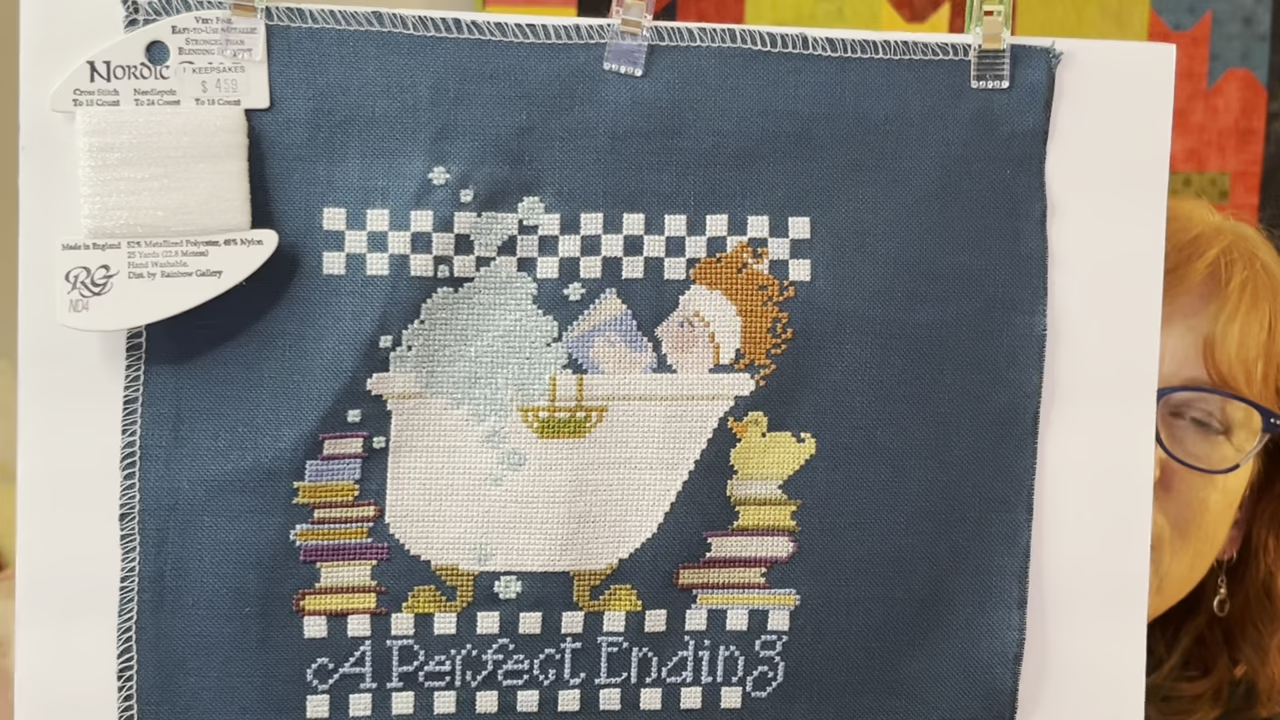 VERY FINE,
EASY-TO-USE METALLIC
STRONGER THAN
BLENDING
NORDIC
KEEPSAKES
$ 4.59
Cross Stitch Needlepoint
To 18 Count To 24 Count To 18 Count
Made in England 52% Metallized Polyester, 48% Nylon
25 Yards (22.8 Meters)
Hand Washable,
Dist. by Rainbow Gallery
RG
ND4
A Perfect Ending